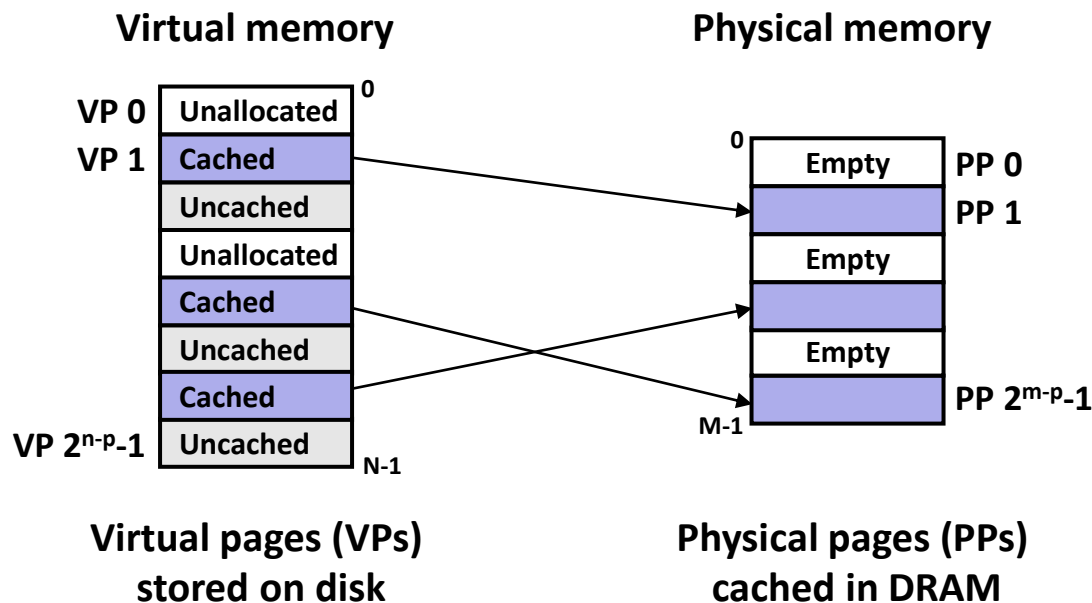 Virtual memory
Physical memory
0
VP 0 Unallocated
VP 1 Cached
Uncached
Unallocated
Cached
Uncached
Cached
VP 2ⁿ⁻ᵖ-1 Uncached
N-1
0
Empty PP 0
PP 1
Empty
Empty
PP 2ᵐ⁻ᵖ-1
M-1
Virtual pages (VPs)
stored on disk
Physical pages (PPs)
cached in DRAM